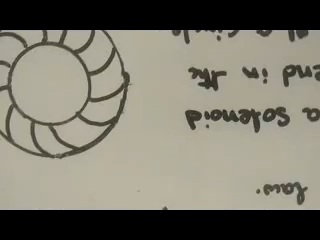 law.
a solenoid
end in the